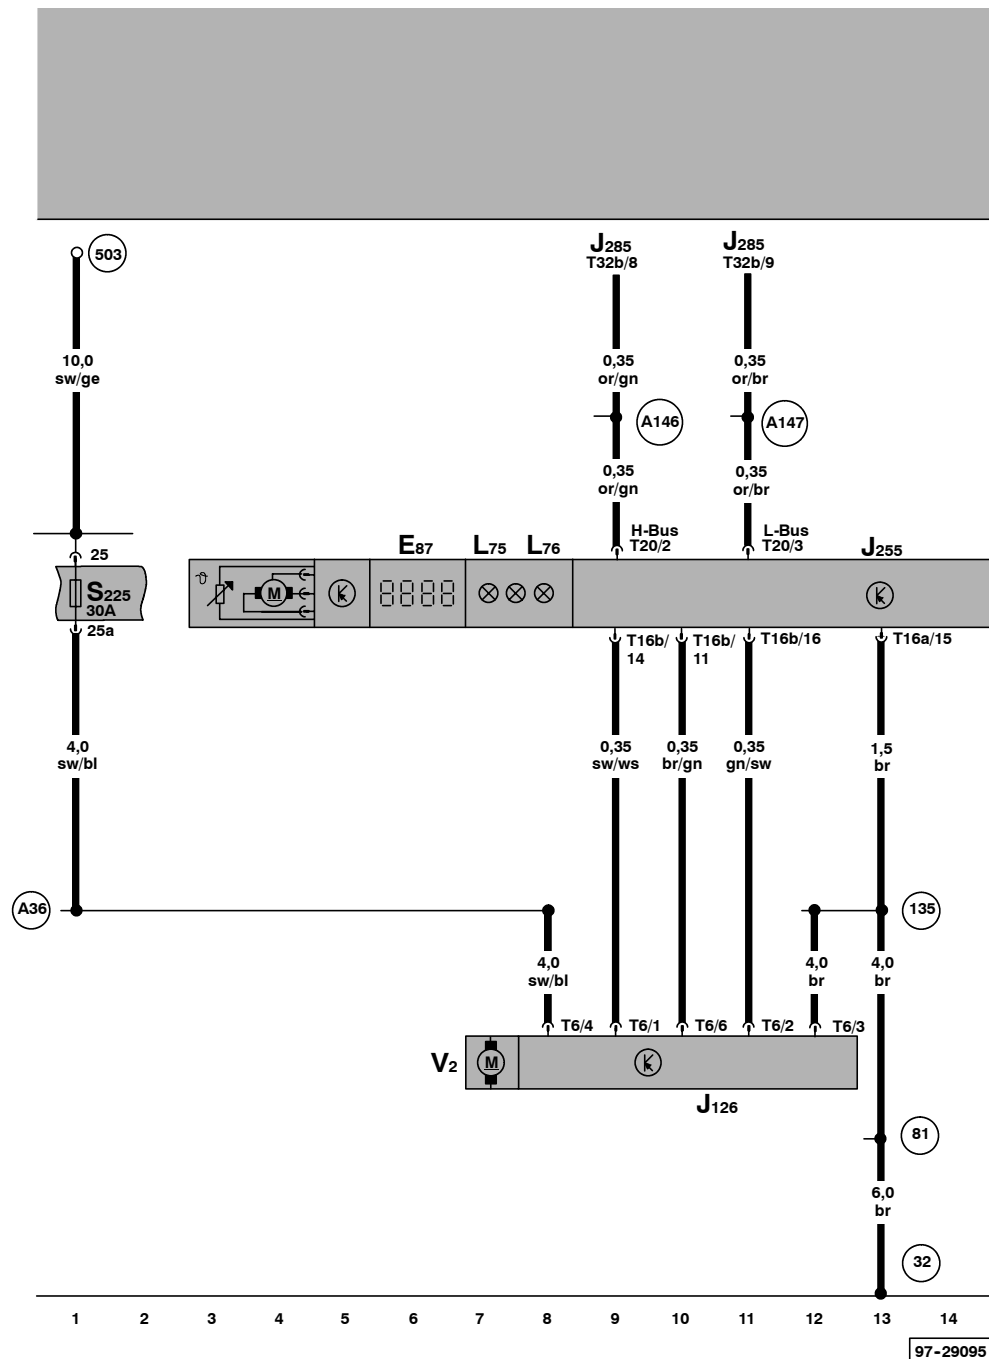 503
J285
T32b/8
J285
T32b/9
10,0
sw/ge
0,35
or/gn
0,35
or/br
A146
A147
0,35
or/gn
0,35
or/br
H-Bus
T20/2
L-Bus
T20/3
E87
L75
L76
J255
25
S225
30A
25a
ϑ
M
T16b/
14
T16b/
11
T16b/16
T16a/15
4,0
sw/bl
0,35
sw/ws
0,35
br/gn
0,35
gn/sw
1,5
br
A36
135
4,0
sw/bl
4,0
br
4,0
br
T6/4
T6/1
T6/6
T6/2
T6/3
V2
M
J126
81
6,0
br
32
1 2 3 4 5 6 7 8 9 10 11 12 13 14
97-29095